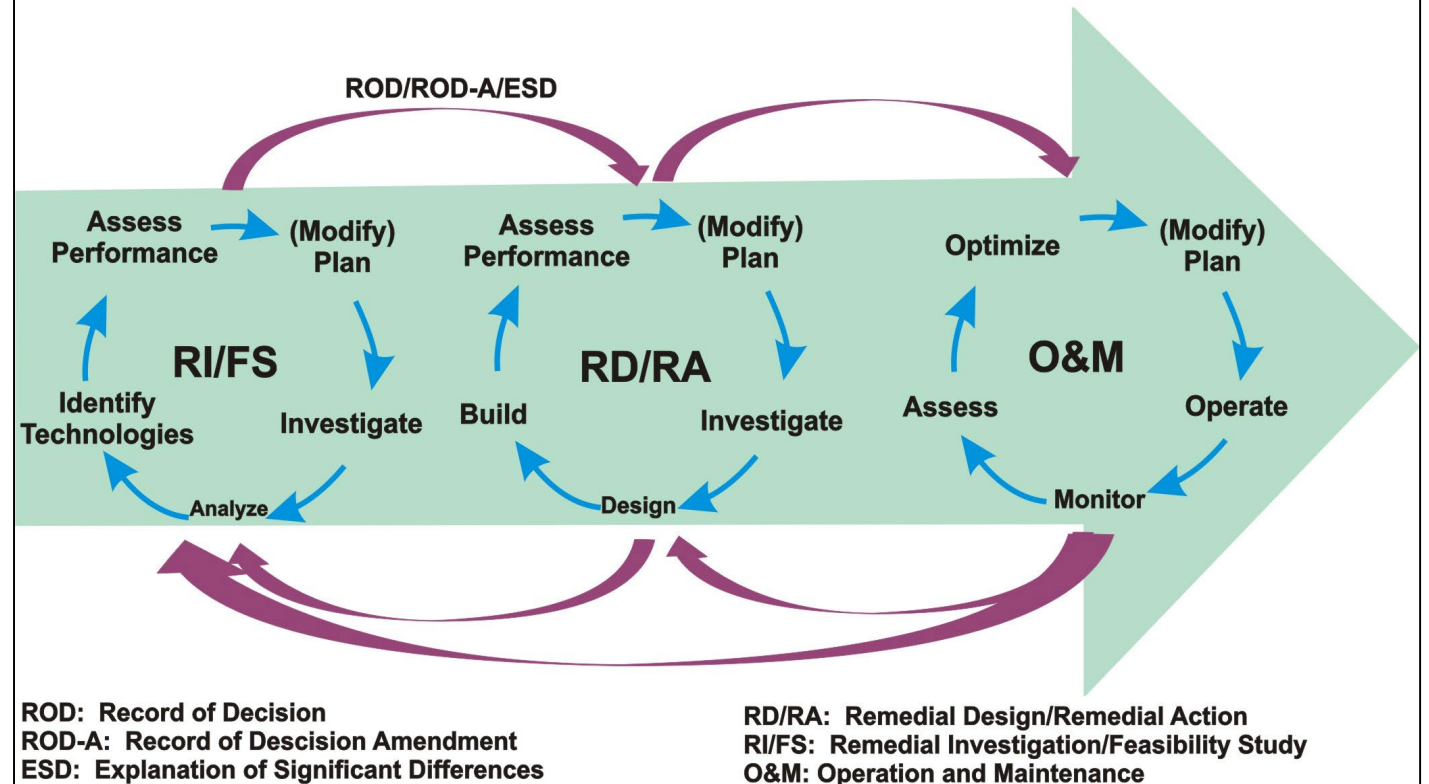 ROD/ROD-A/ESD
Assess
Performance
(Modify)
Plan
RI/FS
Identify
Technologies
Investigate
Analyze
Assess
Performance
(Modify)
Plan
RD/RA
Build
Investigate
Design
Optimize
(Modify)
Plan
O&M
Assess
Operate
Monitor
ROD: Record of Decision
ROD-A: Record of Descision Amendment
ESD: Explanation of Significant Differences
RD/RA: Remedial Design/Remedial Action
RI/FS: Remedial Investigation/Feasibility Study
O&M: Operation and Maintenance